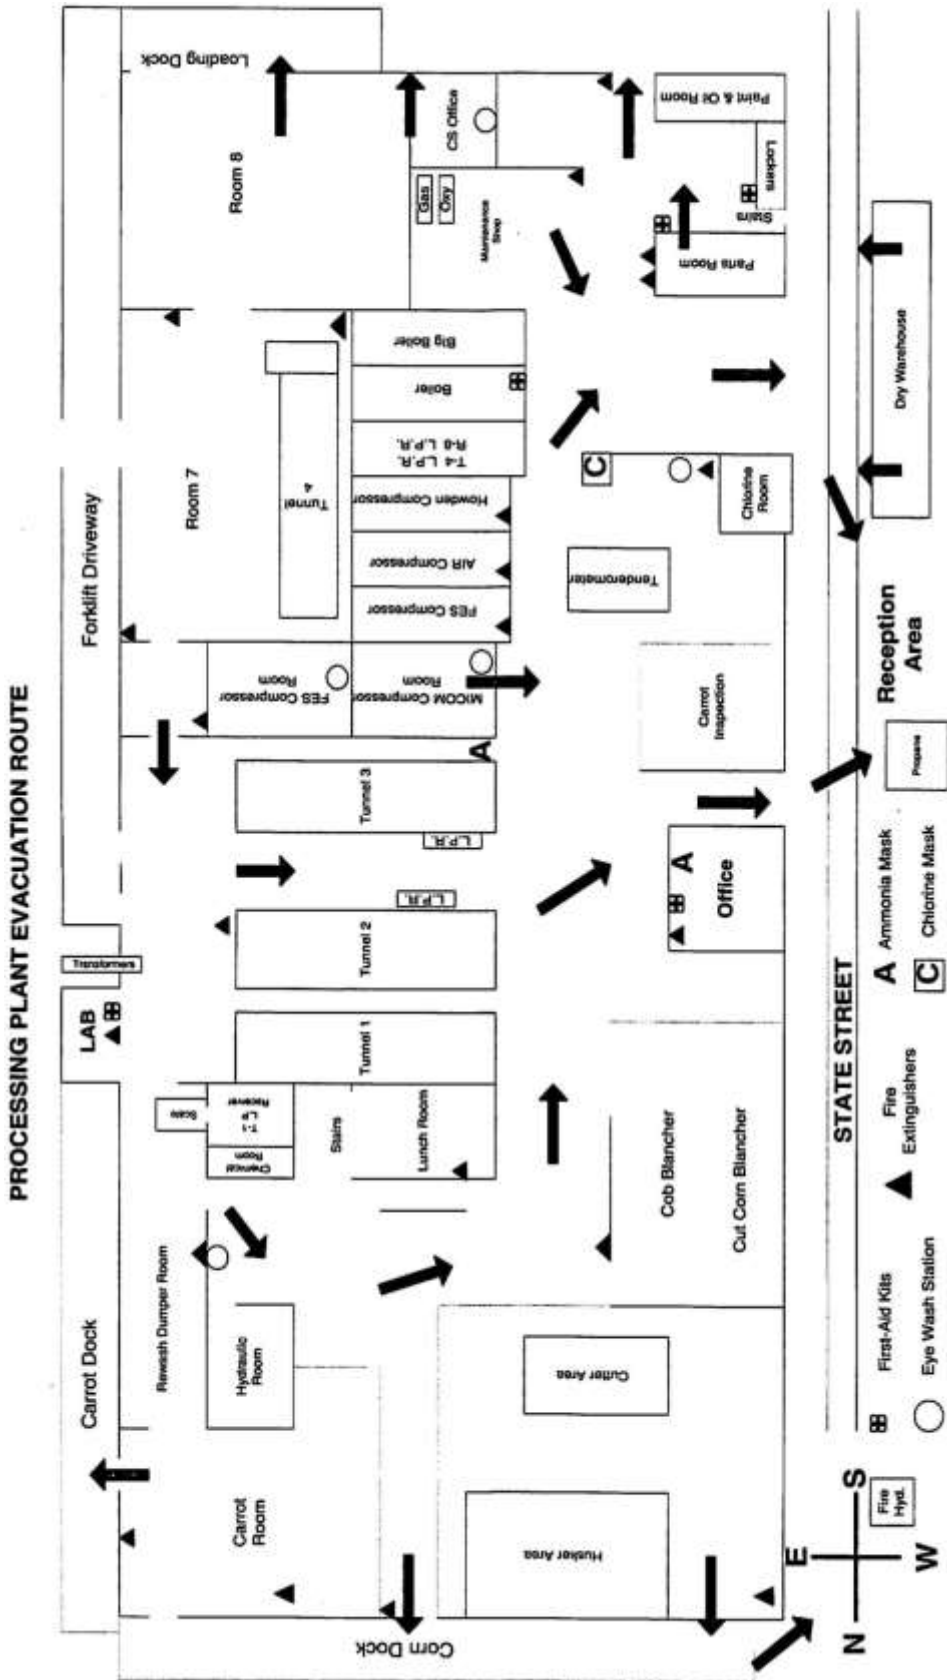 PROCESSING PLANT EVACUATION ROUTE
Carrot Dock
LAB
Transformers
Forklift Driveway
Loading Dock
Rewash Dumper Room
Scale
Room 7
Room 8
Carrot
Room
Hydraulic
Room
Chemical
Room
T-1
L.P.
Receiver
Stairs
Lunch Room
Tunnel 1
Tunnel 2
Tunnel 3
L.P.R.
L.P.R.
A
FES Compressor
Room
MICOM Compressor
Room
Tunnel
4
FES Compressor
AIR Compressor
Howden Compressor
T-4 L.P.R.
R-8 L.P.R.
Boiler
Big Boiler
Maintenance
Shop
Gas
Oxy
CS Office
Corn Dock
Husker Area
Cutter Area
Cob Blancher
Cut Corn Blancher
Office
A
Carrot
Inspection
Tenderometer
C
Chlorine
Room
Parts Room
Stairs
Lockers
Paint & Oil Room
STATE STREET
N
E
S
W
Fire
Hyd.
First-Aid Kits
Eye Wash Station
Fire
Extinguishers
A Ammonia Mask
C Chlorine Mask
Propane
Reception
Area
Dry Warehouse